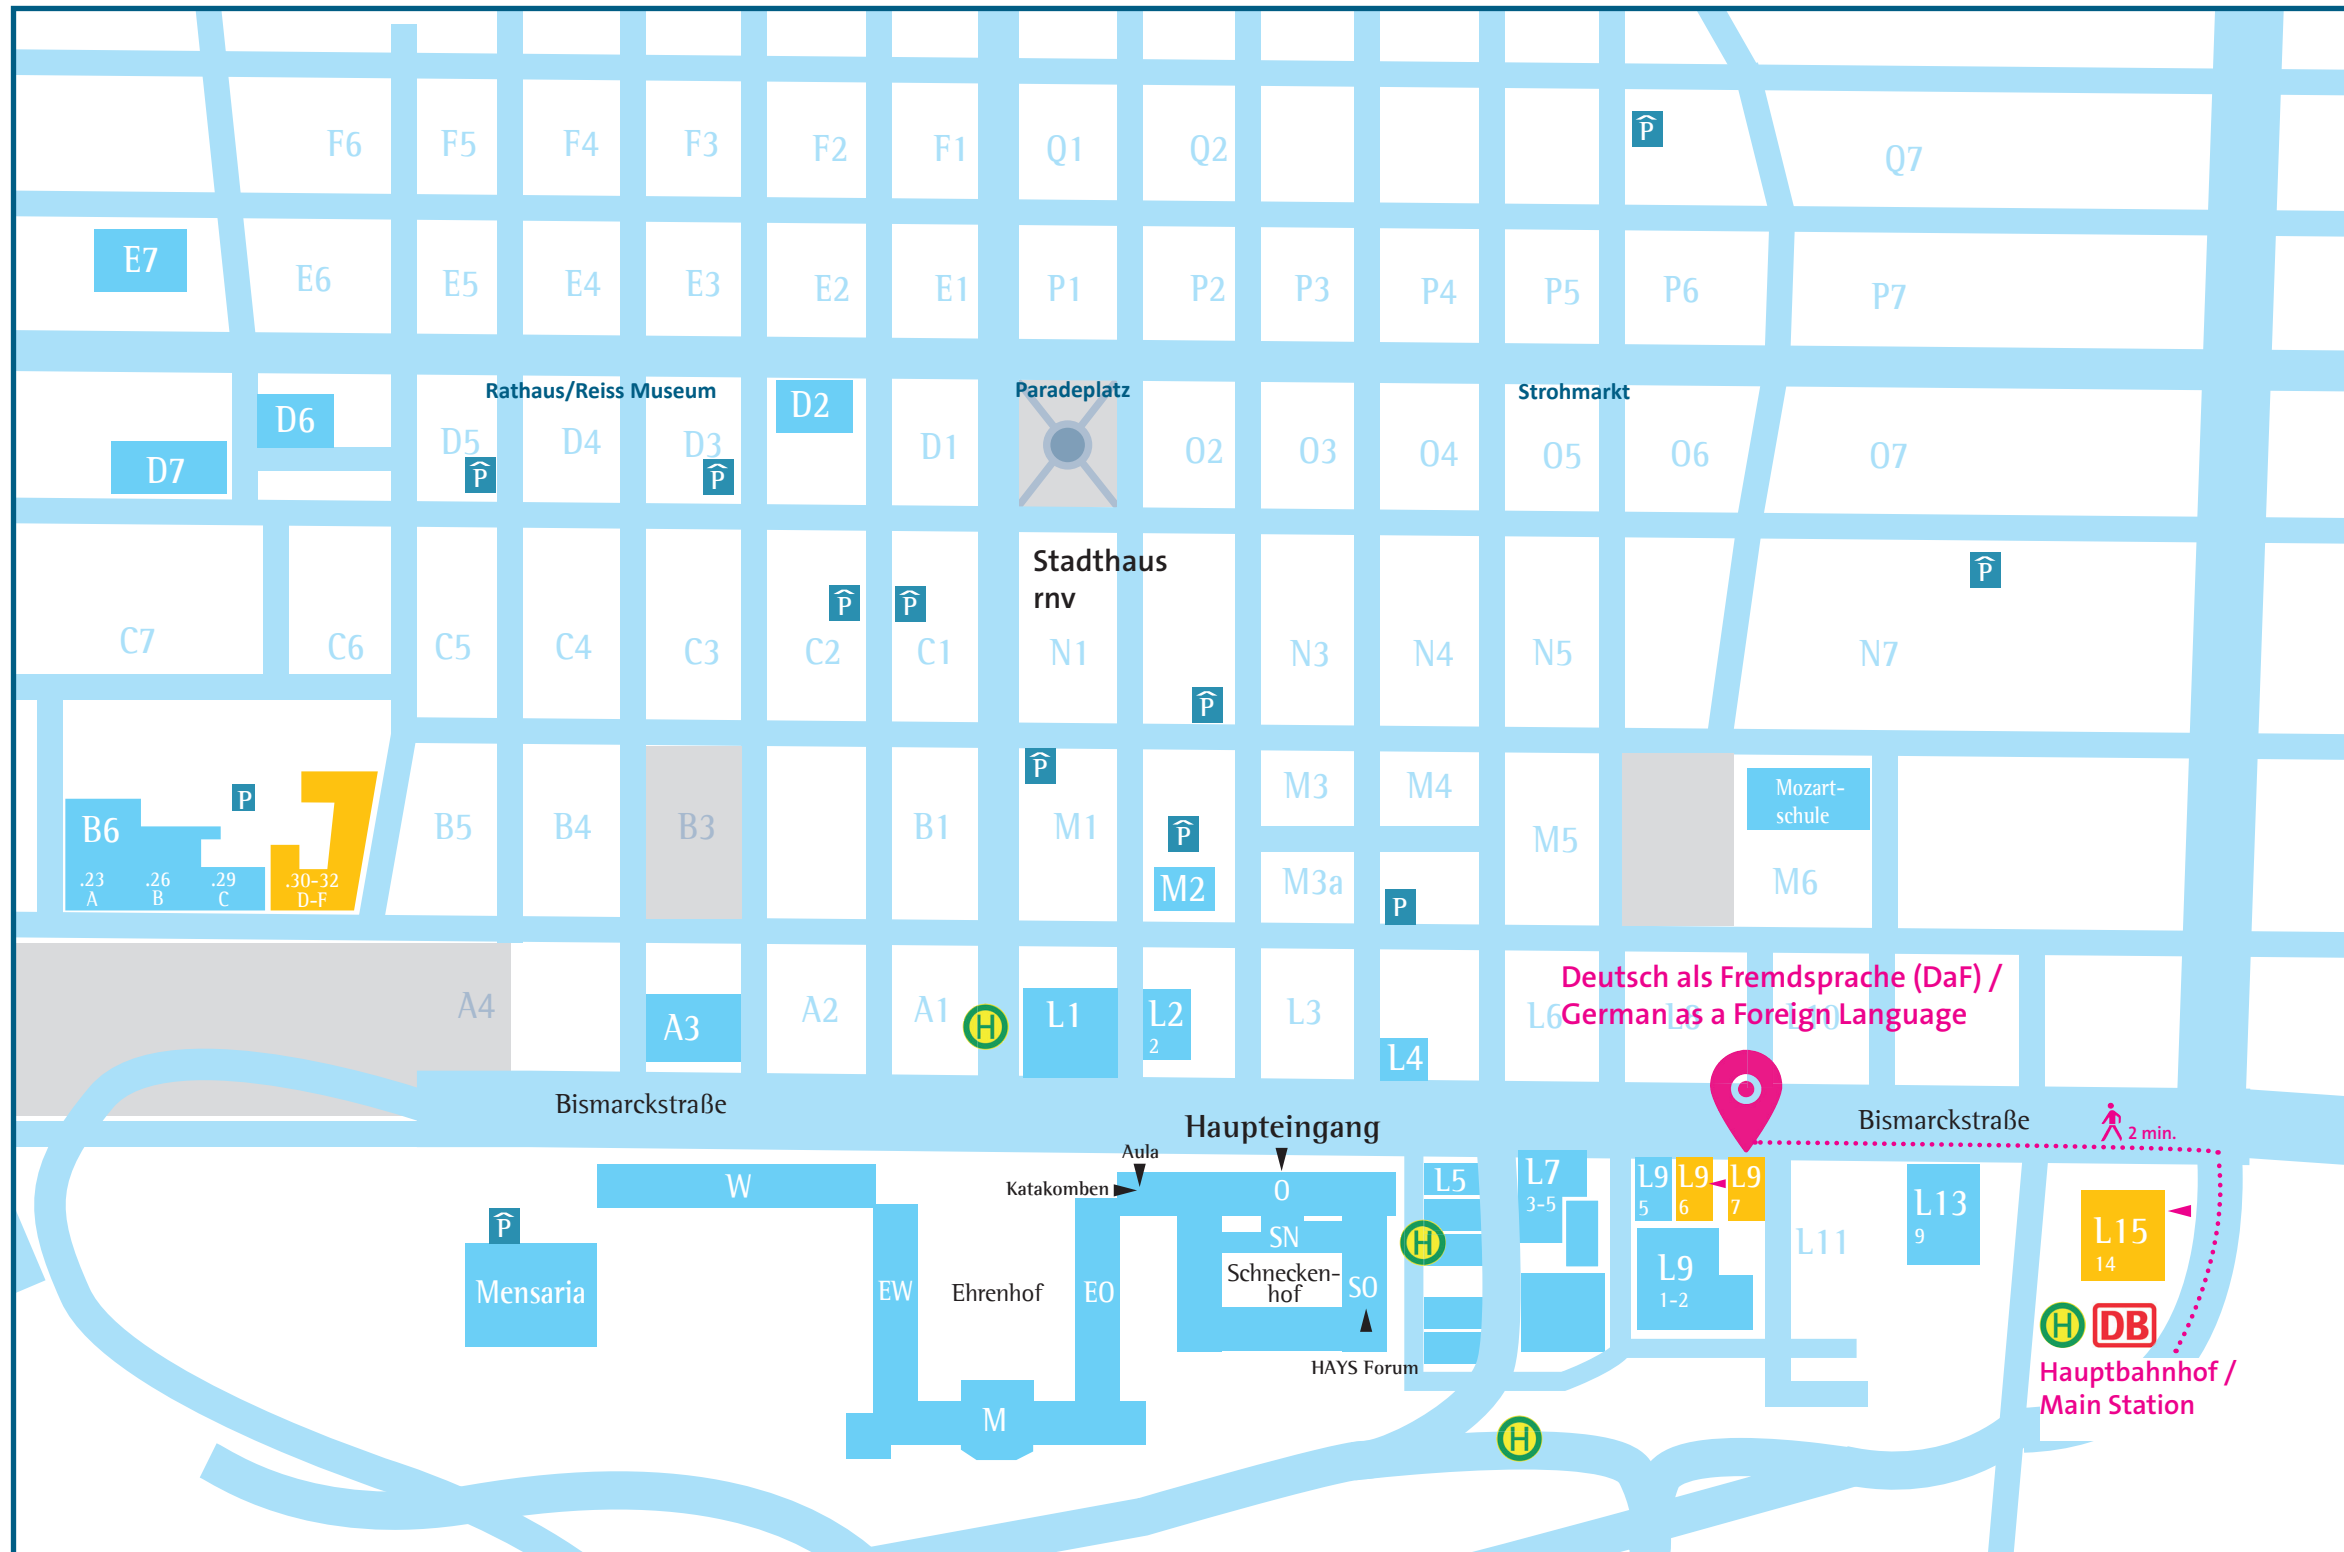 F6
F5
F4
F3
F2
F1
Q1
Q2
P
Q7
E7
E6
E5
E4
E3
E2
E1
P1
P2
P3
P4
P5
P6
P7
Rathaus/Reiss Museum
Paradeplatz
Strohmarkt
D7
D6
D5
P
D4
D3
P
D2
D1
O2
O3
O4
O5
O6
O7
Stadthaus
rnv
P
P
P
C7
C6
C5
C4
C3
C2
C1
N1
N3
N4
N5
N7
P
P
P
B6
.23
A
.26
B
.29
C
.30-32
D-F
B5
B4
B3
B1
M1
P
M2
M3
M4
M3a
P
M5
Mozart-
schule
M6
A4
A3
A2
A1
H
L1
L2
2
L3
L4
L6
L8
L10
Deutsch als Fremdsprache (DaF) /
German as a Foreign Language
Bismarckstraße
Bismarckstraße
2 min.
Haupteingang
Aula
Katakomben
W
O
SN
Schnecken-
hof
SO
HAYS Forum
P
Mensaria
EW
Ehrenhof
EO
M
L5
H
L7
3-5
L9
5
L9
6
L9
7
L9
1-2
L11
L13
9
L15
14
H
DB
Hauptbahnhof /
Main Station
H